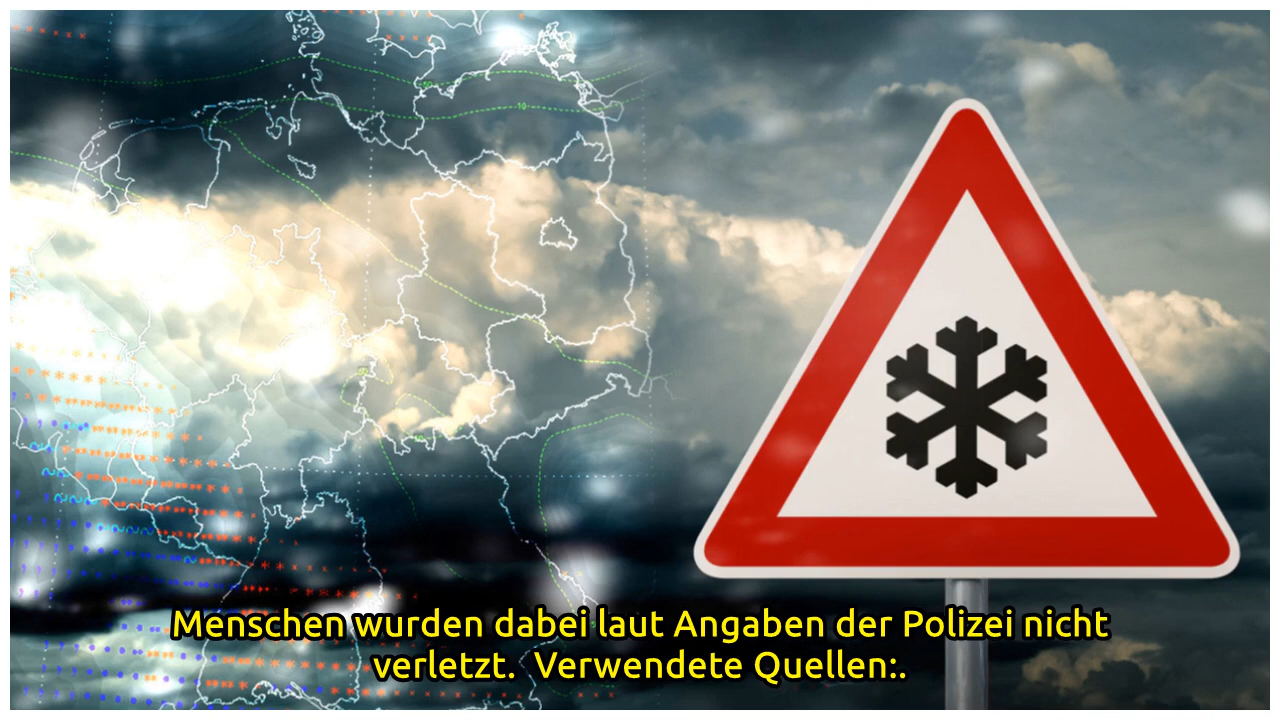 Menschen wurden dabei laut Angaben der Polizei nicht
verletzt.  Verwendete Quellen:.